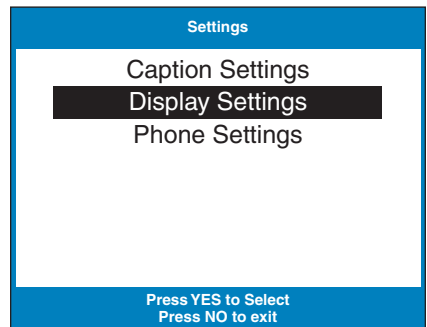 Settings
Caption Settings
Display Settings
Phone Settings
Press YES to Select
Press NO to exit